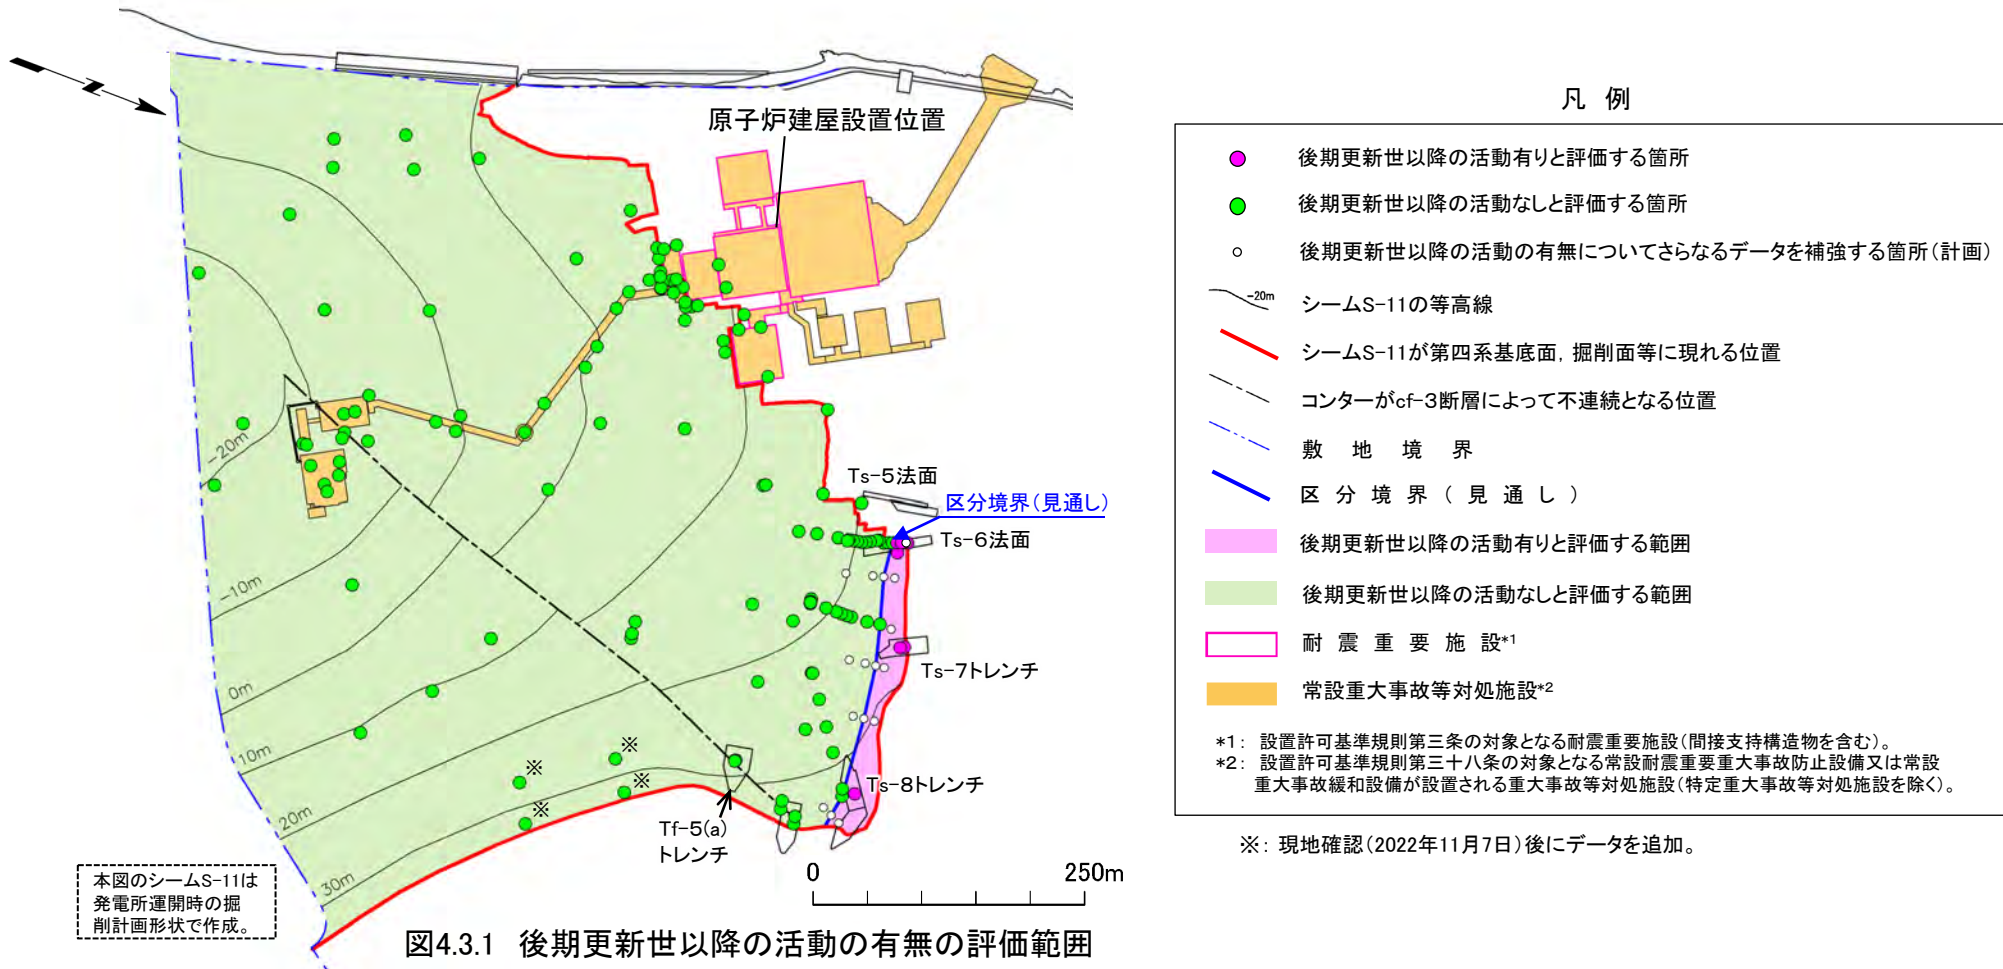 原子炉建屋設置位置
Ts-5法面
区分境界(見通し)
Ts-6法面
Ts-7トレンチ
Ts-8トレンチ
Tf-5(a)
トレンチ
-20m
-10m
0m
10m
20m
30m
※
※
※
※
0 250m
本図のシームS-11は
発電所運開時の掘
削計画形状で作成。
図4.3.1 後期更新世以降の活動の有無の評価範囲
凡 例
後期更新世以降の活動有りと評価する箇所
後期更新世以降の活動なしと評価する箇所
後期更新世以降の活動の有無についてさらなるデータを補強する箇所(計画)
-20m シームS-11の等高線
シームS-11が第四系基底面,掘削面等に現れる位置
コンターがcf-3断層によって不連続となる位置
敷 地 境 界
区 分 境 界 ( 見 通 し )
後期更新世以降の活動有りと評価する範囲
後期更新世以降の活動なしと評価する範囲
耐 震 重 要 施 設*1
常設重大事故等対処施設*2
*1: 設置許可基準規則第三条の対象となる耐震重要施設(間接支持構造物を含む)。
*2: 設置許可基準規則第三十八条の対象となる常設耐震重要重大事故防止設備又は常設
重大事故緩和設備が設置される重大事故等対処施設(特定重大事故等対処施設を除く)。
※: 現地確認(2022年11月7日)後にデータを追加。